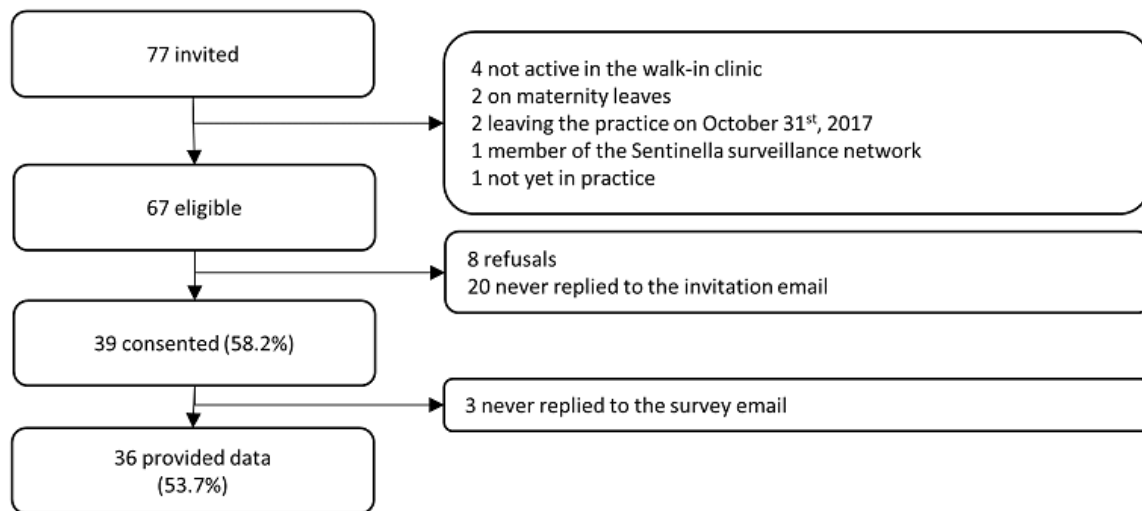 77 invited
4 not active in the walk-in clinic
2 on maternity leaves
2 leaving the practice on October 31st, 2017
1 member of the Sentinella surveillance network
1 not yet in practice
67 eligible
8 refusals
20 never replied to the invitation email
39 consented (58.2%)
3 never replied to the survey email
36 provided data
(53.7%)